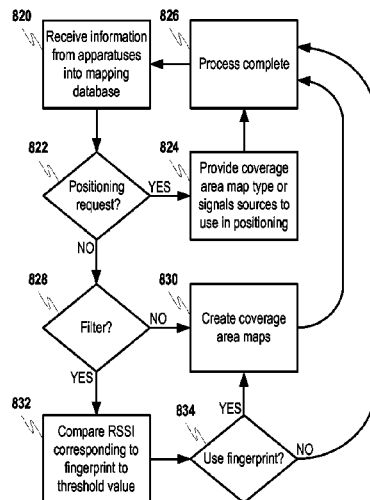 820
Receive information
from apparatuses
into mapping
database
826
Process complete
822
Positioning
request?
YES
NO
824
Provide coverage
area map type or
signals sources to
use in positioning
828
Filter?
NO
YES
830
Create coverage
area maps
832
Compare RSSI
corresponding to
fingerprint to
threshold value
834
Use fingerprint?
YES
NO